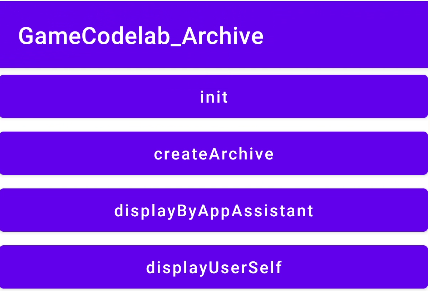 GameCodelab_Archive
init
createArchive
displayByAppAssistant
displayUserSelf